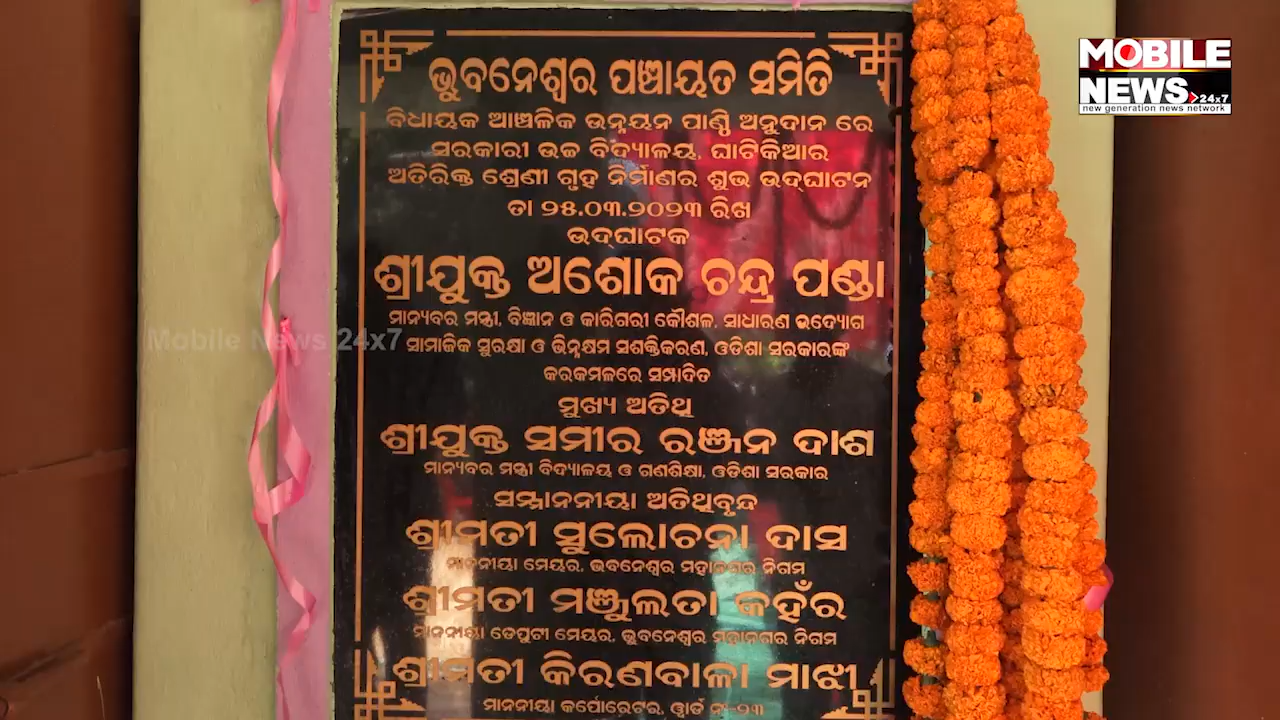 ଭୁବନେଶ୍ୱର ପଞ୍ଚାୟତ ସମିତି
ବିଧାୟକ ଆଞ୍ଚଳିକ ଉନ୍ନୟନ ପାଣ୍ଠି ଅନୁଦାନ ରେ
ସରକାରୀ ଉଚ୍ଚ ବିଦ୍ୟାଳୟ, ଘାଟିକିଆର
ଅତିରିକ୍ତ ଶ୍ରେଣୀ ଗୃହ ନିର୍ମାଣର ଶୁଭ ଉଦ୍‌ଘାଟନ
ତା ୨୫.୦୩.୨୦୨୩ ରିଖ
ଉଦ୍‌ଘାଟକ
ଶ୍ରୀଯୁକ୍ତ ଅଶୋକ ଚନ୍ଦ୍ର ପଣ୍ଡା
ମାନ୍ୟବର ମନ୍ତ୍ରୀ, ବିଜ୍ଞାନ ଓ କାରିଗରୀ କୌଶଳ, ସାଧାରଣ ଉଦ୍ୟୋଗ
ସାମାଜିକ ସୁରକ୍ଷା ଓ ଭିନ୍ନକ୍ଷମ ସଶକ୍ତିକରଣ, ଓଡିଶା ସରକାରଙ୍କ
କରକମଳରେ ସମ୍ପାଦିତ
ମୁଖ୍ୟ ଅତିଥି
ଶ୍ରୀଯୁକ୍ତ ସମୀର ରଞ୍ଜନ ଦାଶ
ମାନ୍ୟବର ମନ୍ତ୍ରୀ ବିଦ୍ୟାଳୟ ଓ ଗଣଶିକ୍ଷା, ଓଡିଶା ସରକାର
ସମ୍ମାନନୀୟା ଅତିଥିବୃନ୍ଦ
ଶ୍ରୀମତୀ ସୁଲୋଚନା ଦାସ
ମାନନୀୟା ମେୟର, ଭୁବନେଶ୍ୱର ମହାନଗର ନିଗମ
ଶ୍ରୀମତୀ ମଞ୍ଜୁଲତା କହଁର
ମାନନୀୟା ଡେପୁଟୀ ମେୟର, ଭୁବନେଶ୍ୱର ମହାନଗର ନିଗମ
ଶ୍ରୀମତୀ କିରଣବାଳା ମାଝୀ
ମାନନୀୟା କର୍ପୋରେଟର, ୱାର୍ଡ ନଂ-୨୩
MOBILE
NEWS 24x7
new generation news network
Mobile News 24x7